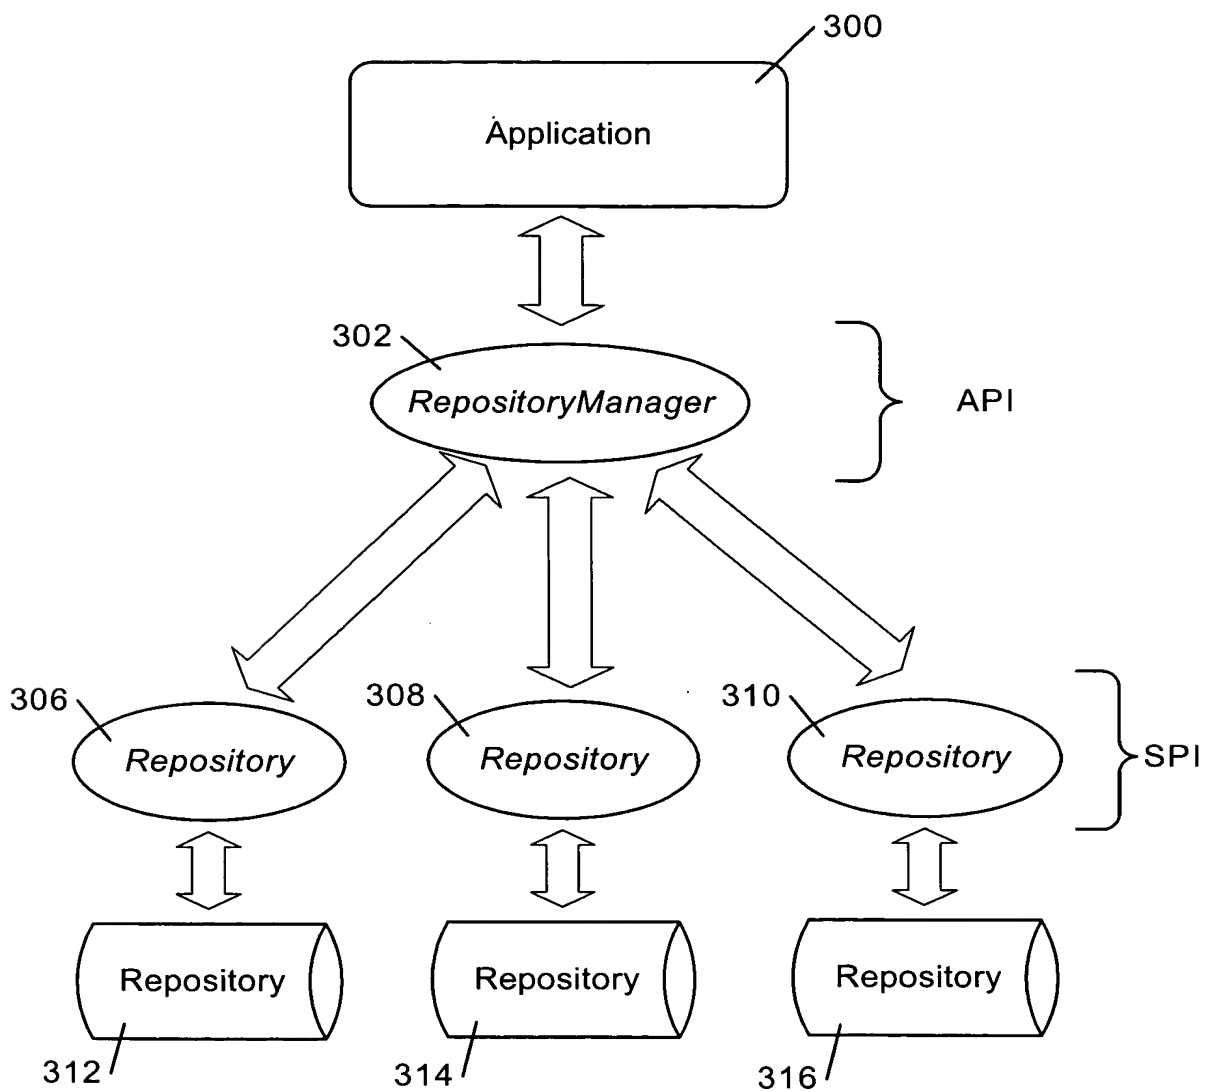 300
Application
302
RepositoryManager
API
306
308
310
Repository
Repository
Repository
SPI
Repository
Repository
Repository
312
314
316